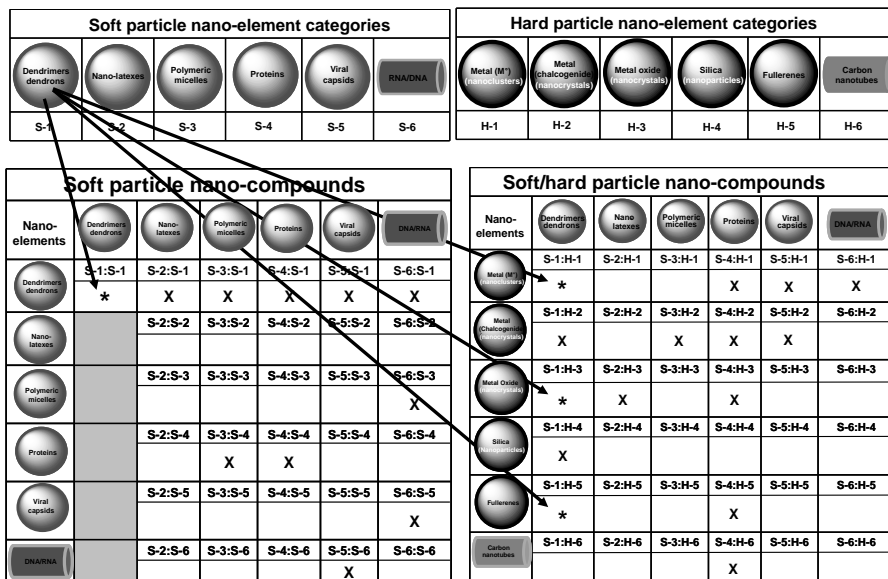 Soft particle nano-element categories
Dendrimers
dendrons
Nano-latexes
Polymeric
micelles
Proteins
Viral
capsids
RNA/DNA
S-1
S-2
S-3
S-4
S-5
S-6
Hard particle nano-element categories
Metal (M°)
(nanoclusters)
Metal
(chalcogenide)
(nanocrystals)
Metal oxide
(nanocrystals)
Silica
(nanoparticles)
Fullerenes
Carbon
nanotubes
H-1
H-2
H-3
H-4
H-5
H-6
Soft particle nano-compounds
Nano-
elements
Dendrimers
dendrons
Nano-
latexes
Polymeric
micelles
Proteins
Viral
capsids
DNA/RNA
Dendrimers
dendrons
S-1:S-1 S-2:S-1 S-3:S-1 S-4:S-1 S-5:S-1 S-6:S-1
* X X X X X
Nano-
latexes
S-2:S-2 S-3:S-2 S-4:S-2 S-5:S-2 S-6:S-2
Polymeric
micelles
S-2:S-3 S-3:S-3 S-4:S-3 S-5:S-3 S-6:S-3
X
Proteins
S-2:S-4 S-3:S-4 S-4:S-4 S-5:S-4 S-6:S-4
X X
Viral
capsids
S-2:S-5 S-3:S-5 S-4:S-5 S-5:S-5 S-6:S-5
X
DNA/RNA
S-2:S-6 S-3:S-6 S-4:S-6 S-5:S-6 S-6:S-6
X
Soft/hard particle nano-compounds
Nano-
elements
Dendrimers
dendrons
Nano
latexes
Polymeric
micelles
Proteins
Viral
capsids
DNA/RNA
Metal (M°)
(nanoclusters)
S-1:H-1 S-2:H-1 S-3:H-1 S-4:H-1 S-5:H-1 S-6:H-1
* X X X
Metal
(Chalcogenide)
(nanocrystals)
S-1:H-2 S-2:H-2 S-3:H-2 S-4:H-2 S-5:H-2
X X X X
Metal Oxide
(nanocrystals)
S-1:H-3 S-2:H-3 S-3:H-3 S-4:H-3 S-5:H-3 S-6:H-3
* X X
Silica
(Nanoparticles)
S-1:H-4 S-2:H-4 S-3:H-4 S-4:H-4 S-5:H-4 S-6:H-4
X
Fullerenes
S-1:H-5 S-2:H-5 S-3:H-5 S-4:H-5 S-5:H-5 S-6:H-5
* X
Carbon
nanotubes
S-1:H-6 S-2:H-6 S-3:H-6 S-4:H-6 S-5:H-6 S-6:H-6
X